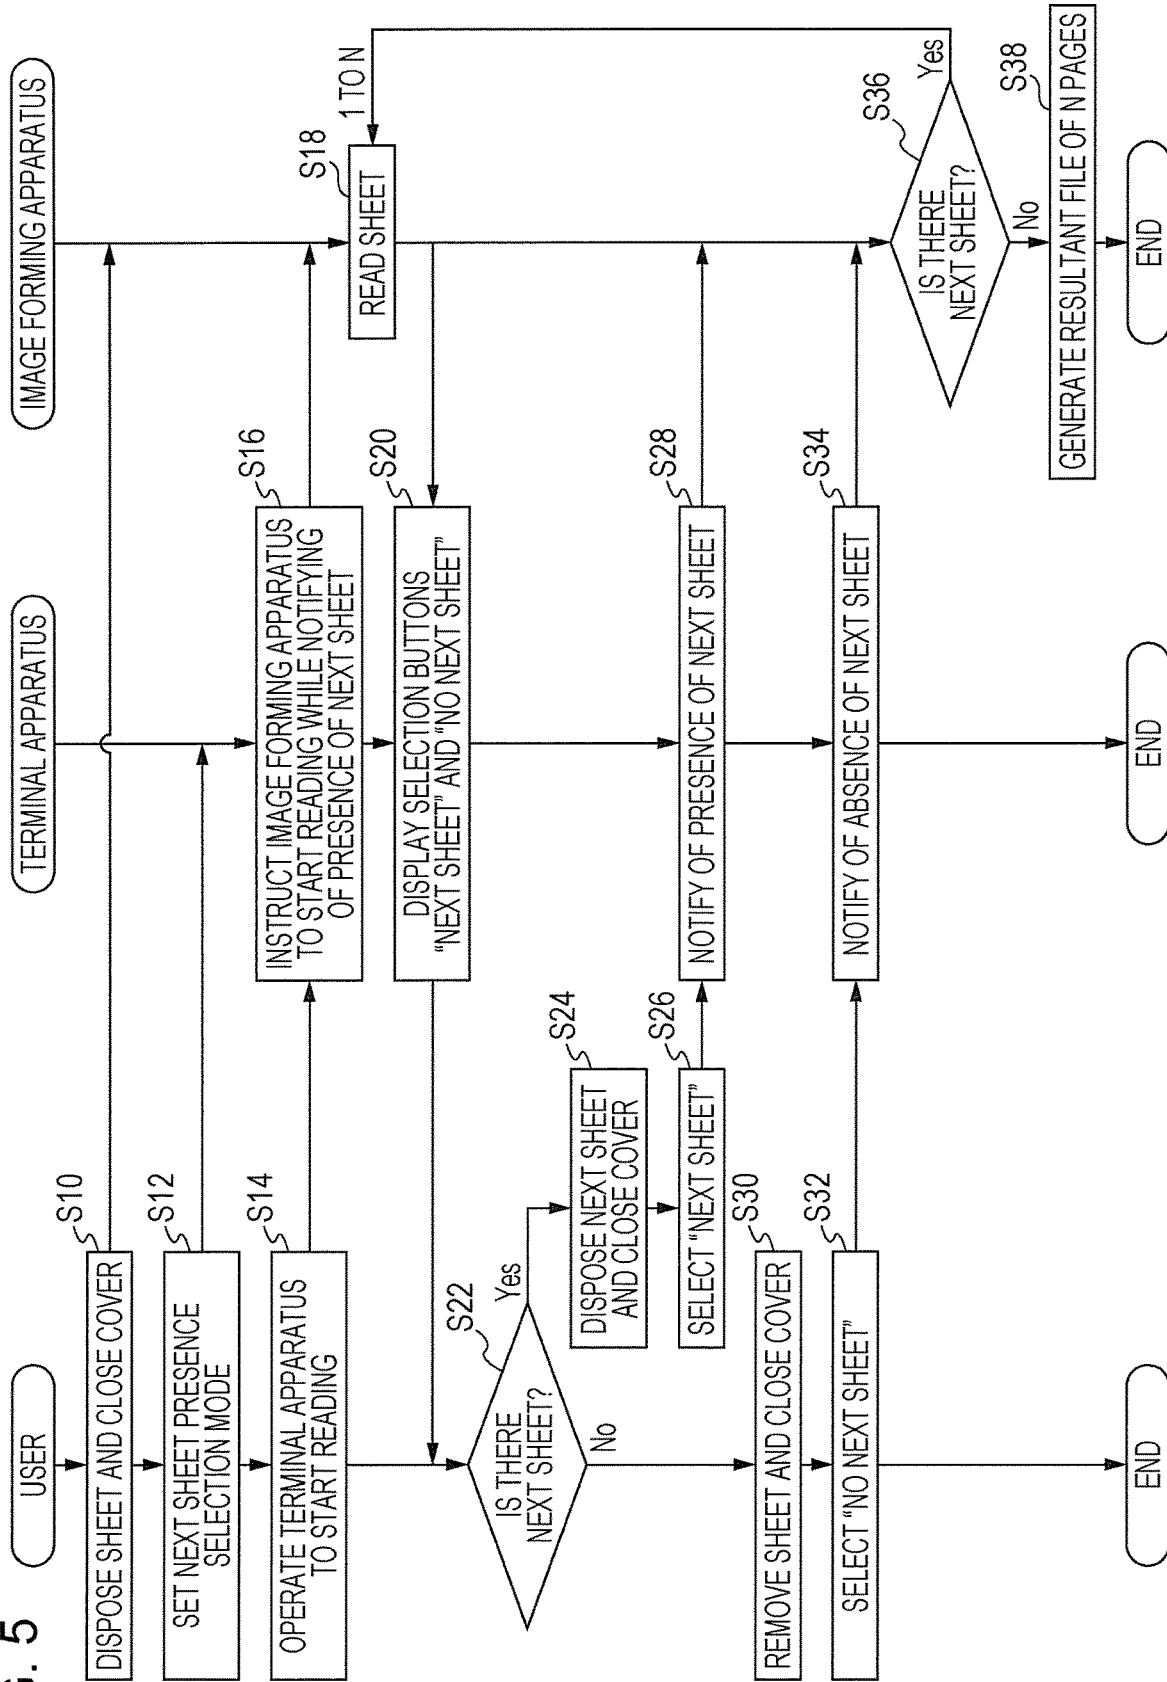 G. 5
USER
DISPOSE SHEET AND CLOSE COVER
S10
SET NEXT SHEET PRESENCE
SELECTION MODE
S12
OPERATE TERMINAL APPARATUS
TO START READING
S14
IS THERE
NEXT SHEET?
S22
Yes
No
DISPOSE NEXT SHEET
AND CLOSE COVER
S24
SELECT “NEXT SHEET”
S26
REMOVE SHEET AND CLOSE COVER
S30
SELECT “NO NEXT SHEET”
S32
END
TERMINAL APPARATUS
INSTRUCT IMAGE FORMING APPARATUS
TO START READING WHILE NOTIFYING
OF PRESENCE OF NEXT SHEET
S16
DISPLAY SELECTION BUTTONS
“NEXT SHEET” AND “NO NEXT SHEET”
S20
NOTIFY OF PRESENCE OF NEXT SHEET
S28
NOTIFY OF ABSENCE OF NEXT SHEET
S34
END
IMAGE FORMING APPARATUS
READ SHEET
S18
1 TO N
IS THERE
NEXT SHEET?
S36
Yes
No
GENERATE RESULTANT FILE OF N PAGES
S38
END